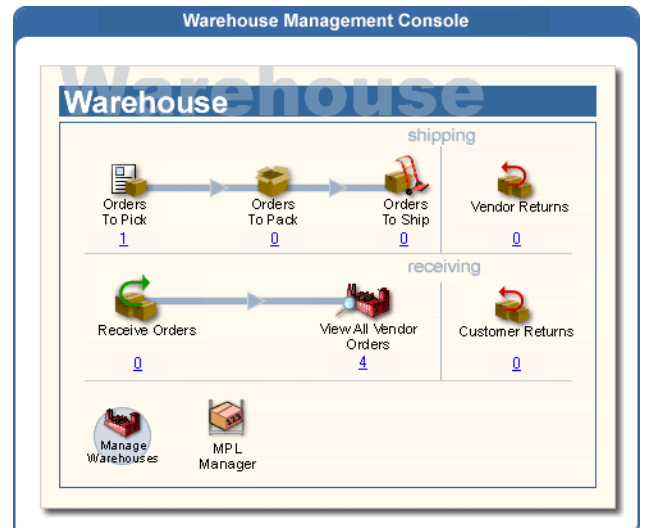 Warehouse Management Console
Warehouse
Warehouse
shipping
Orders
To Pick
1
Orders
To Pack
0
Orders
To Ship
0
Vendor Returns
0
receiving
Receive Orders
0
View All Vendor
Orders
4
Customer Returns
0
Manage
Warehouses
MPL
Manager